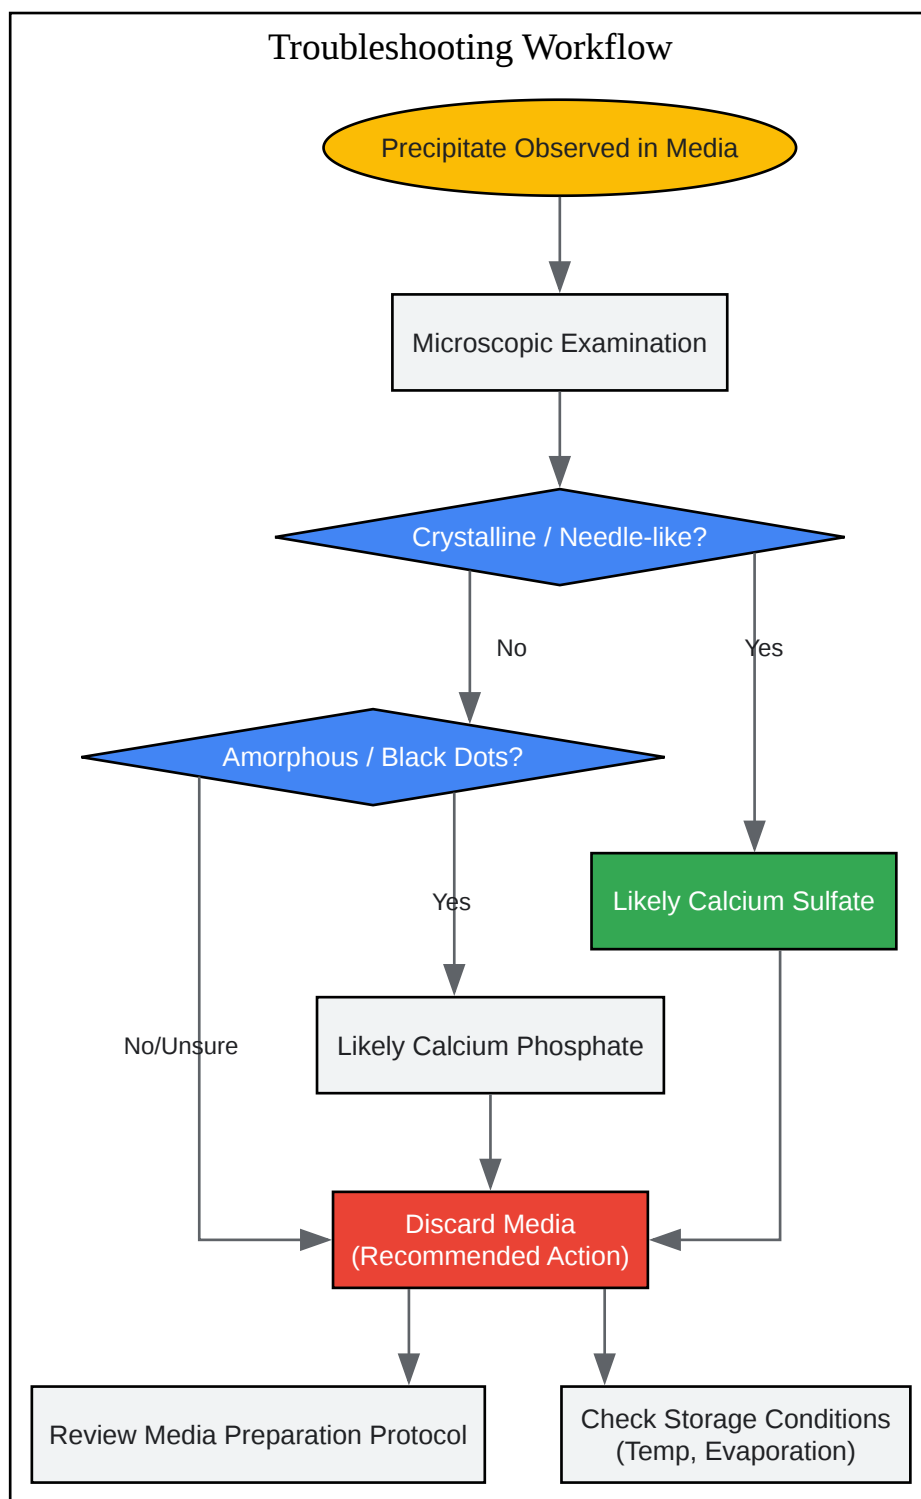 Troubleshooting Workflow
Precipitate Observed in Media
Microscopic Examination
Crystalline / Needle-like?
No
Yes
Amorphous / Black Dots?
Yes
Likely Calcium Sulfate
No/Unsure
Likely Calcium Phosphate
Discard Media
(Recommended Action)
Review Media Preparation Protocol
Check Storage Conditions
(Temp, Evaporation)